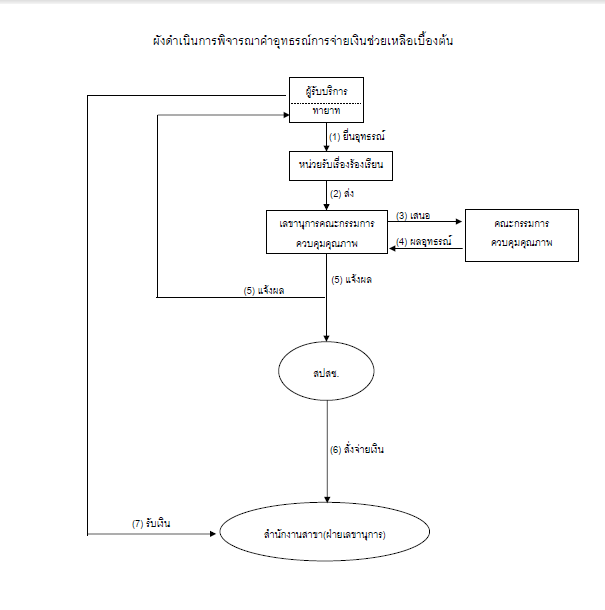 ผังดำเนินการพิจารณาคำอุทธรณ์การจ่ายเงินช่วยเหลือเบื้องต้น
ผู้รับบริการ
ทายาท
(1) ยื่นอุทธรณ์
หน่วยรับเรื่องร้องเรียน
(2) ส่ง
เลขานุการคณะกรรมการ
ควบคุมคุณภาพ
(3) เสนอ
(4) ผลอุทธรณ์
คณะกรรมการ
ควบคุมคุณภาพ
(5) แจ้งผล
(5) แจ้งผล
สปสช.
(6) สั่งจ่ายเงิน
(7) รับเงิน
สำนักงานสาขา(ฝ่ายเลขานุการ)